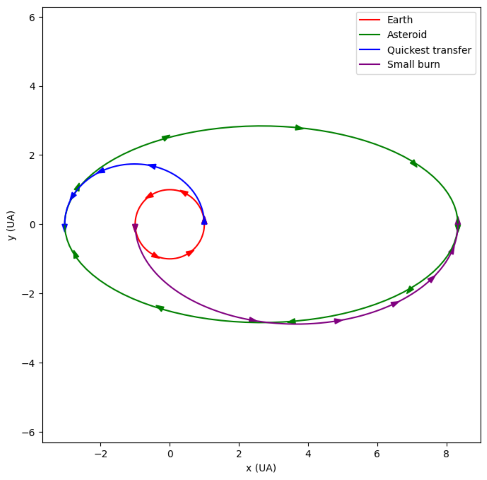 6
4
2
0
−2
−4
−6
y (UA)
−2
0
2
4
6
8
x (UA)
Earth
Asteroid
Quickest transfer
Small burn